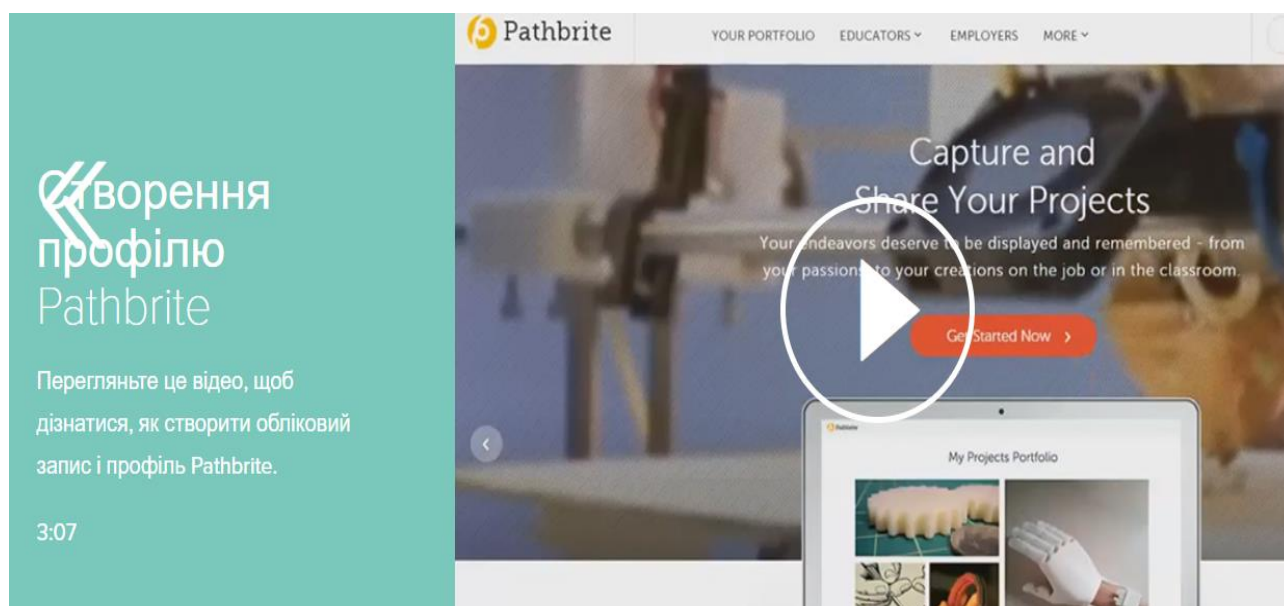 Створення
профілю
Pathbrite
Перегляньте це відео, щоб
дізнатися, як створити обліковий
запис і профіль Pathbrite.
3:07
Pathbrite
YOUR PORTFOLIO EDUCATORS EMPLOYERS MORE
Capture and
Share Your Projects
Your endeavors deserve to be displayed and remembered - from
your passions to your creations on the job or in the classroom.
Get Started Now
Pathbrite
My Projects Portfolio